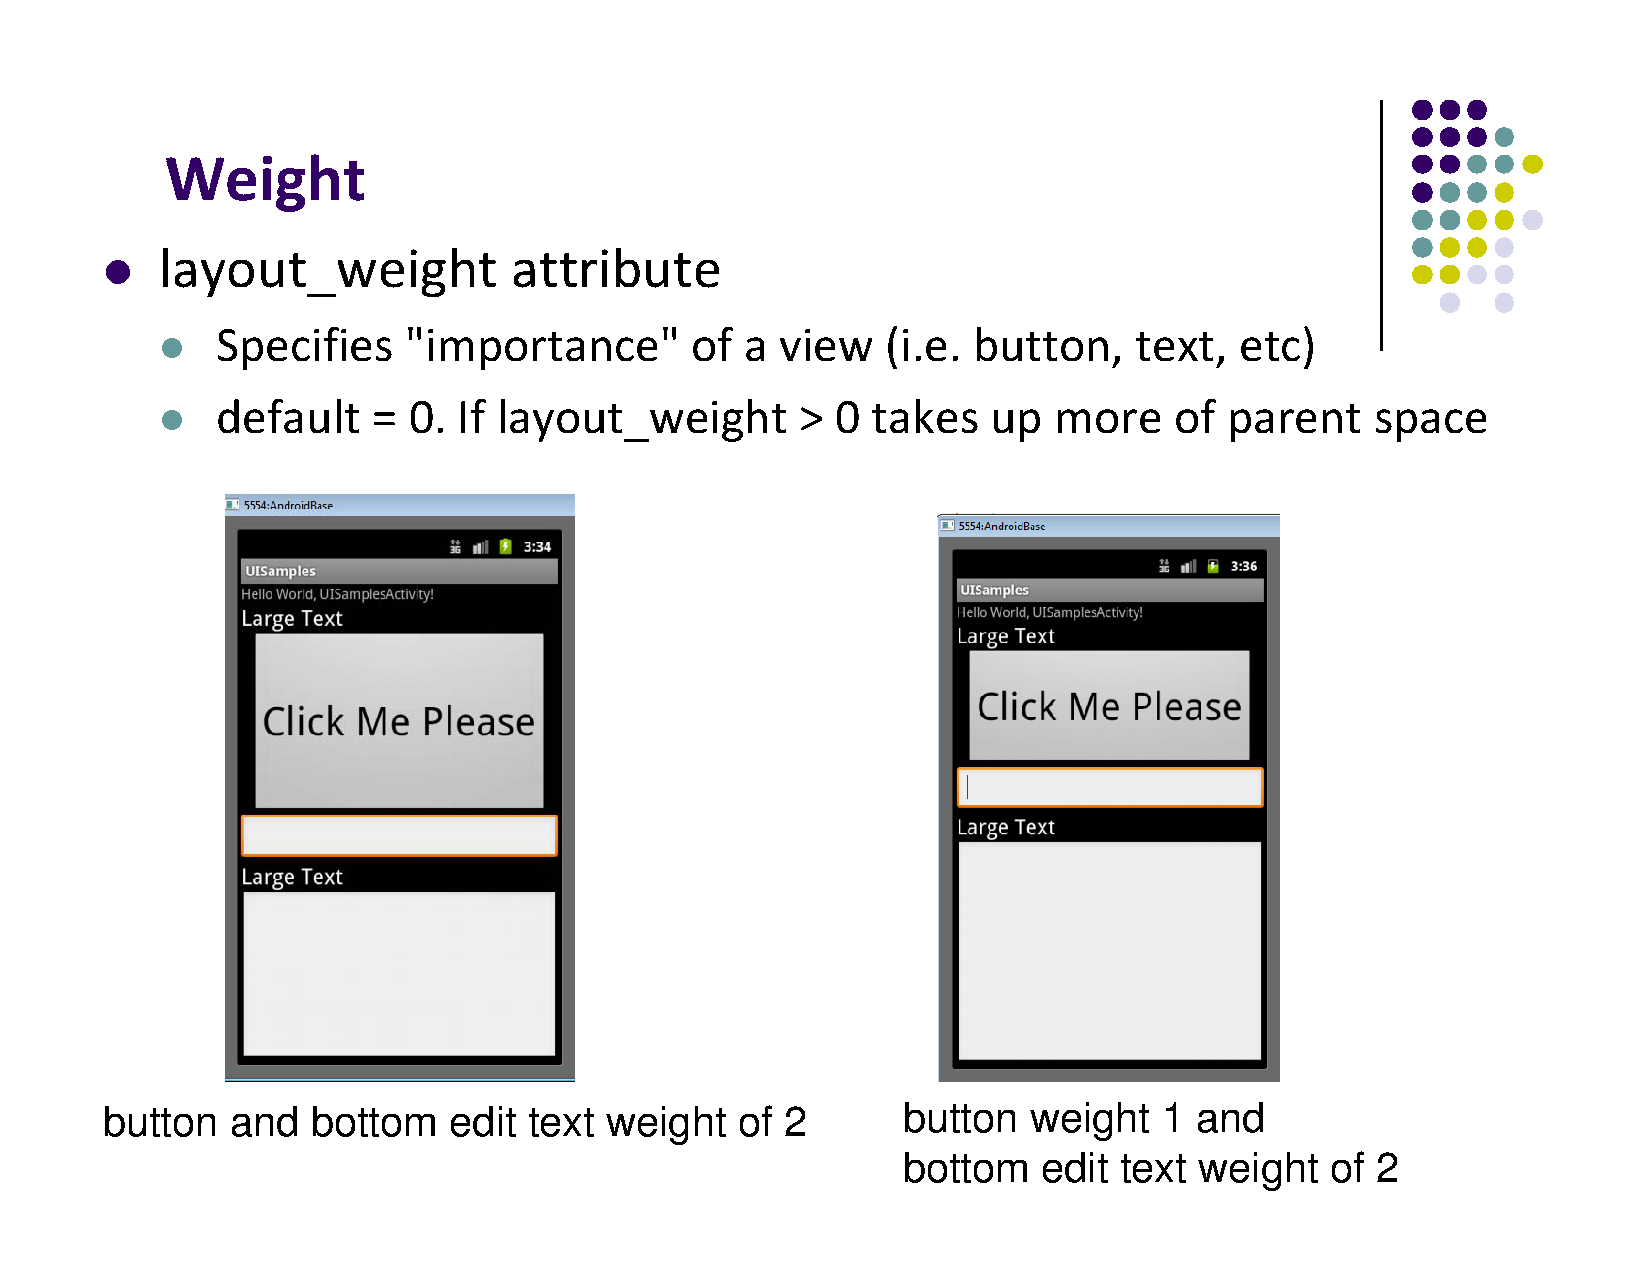 Weight
layout_weight attribute
Specifies "importance" of a view (i.e. button, text, etc)
default = 0. If layout_weight > 0 takes up more of parent space
5554:AndroidBase
3G 3:34
UISamples
Hello World, UISamplesActivity!
Large Text
Click Me Please
Large Text
button and bottom edit text weight of 2
5554:AndroidBase
3G 3:36
UISamples
Hello World, UISamplesActivity!
Large Text
Click Me Please
Large Text
button weight 1 and
bottom edit text weight of 2